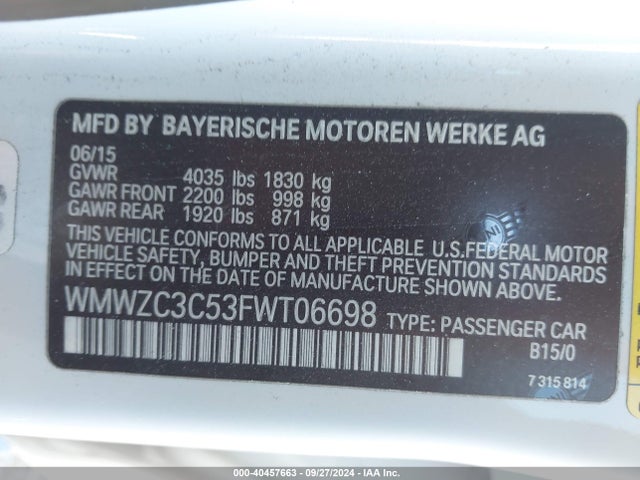 MFD BY BAYERISCHE MOTOREN WERKE AG
06/15
GVWR 4035 lbs 1830 kg
GAWR FRONT 2200 lbs 998 kg
GAWR REAR 1920 lbs 871 kg
THIS VEHICLE CONFORMS TO ALL APPLICABLE U.S.FEDERAL MOTOR
VEHICLE SAFETY, BUMPER AND THEFT PREVENTION STANDARDS
IN EFFECT ON THE DATE OF MANUFACTURE SHOWN ABOVE.
WMWZC3C53FWT06698 TYPE: PASSENGER CAR
B15/0
7 315 814
000-40457663 - 09/27/2024 - IAA Inc.